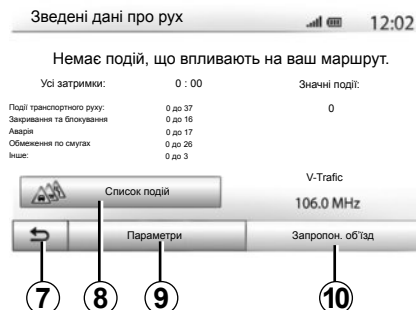 Зведені дані про рух 12:02
Немає подій, що впливають на ваш маршрут.
Усі затримки: 0 : 00 Значні події:
Події транспортного руху: 0 до 37 0
Закривання та блокування 0 до 16
Аварія 0 до 17
Обмеження по смугах 0 до 26
Інше: 0 до 3
V-Trafic
Список подій 106.0 MHz
Параметри Запропон. об’їзд
7 8 9 10